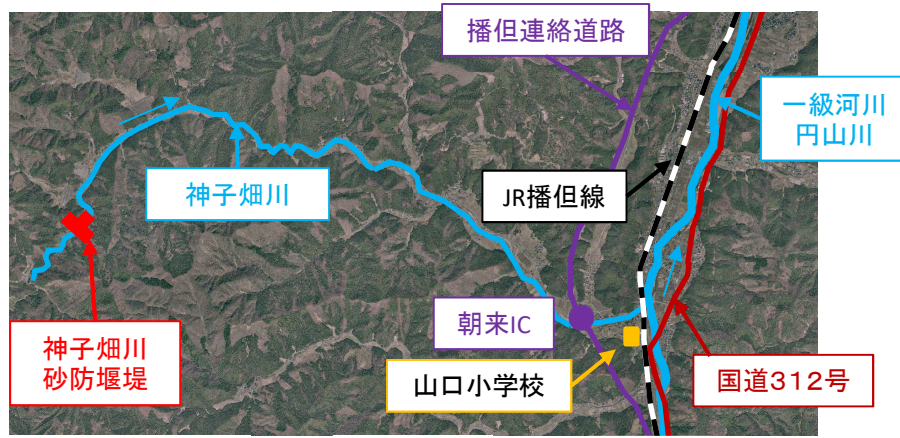 播但連絡道路
一級河川
円山川
神子畑川
JR播但線
神子畑川
砂防堰堤
朝来IC
山口小学校
国道312号